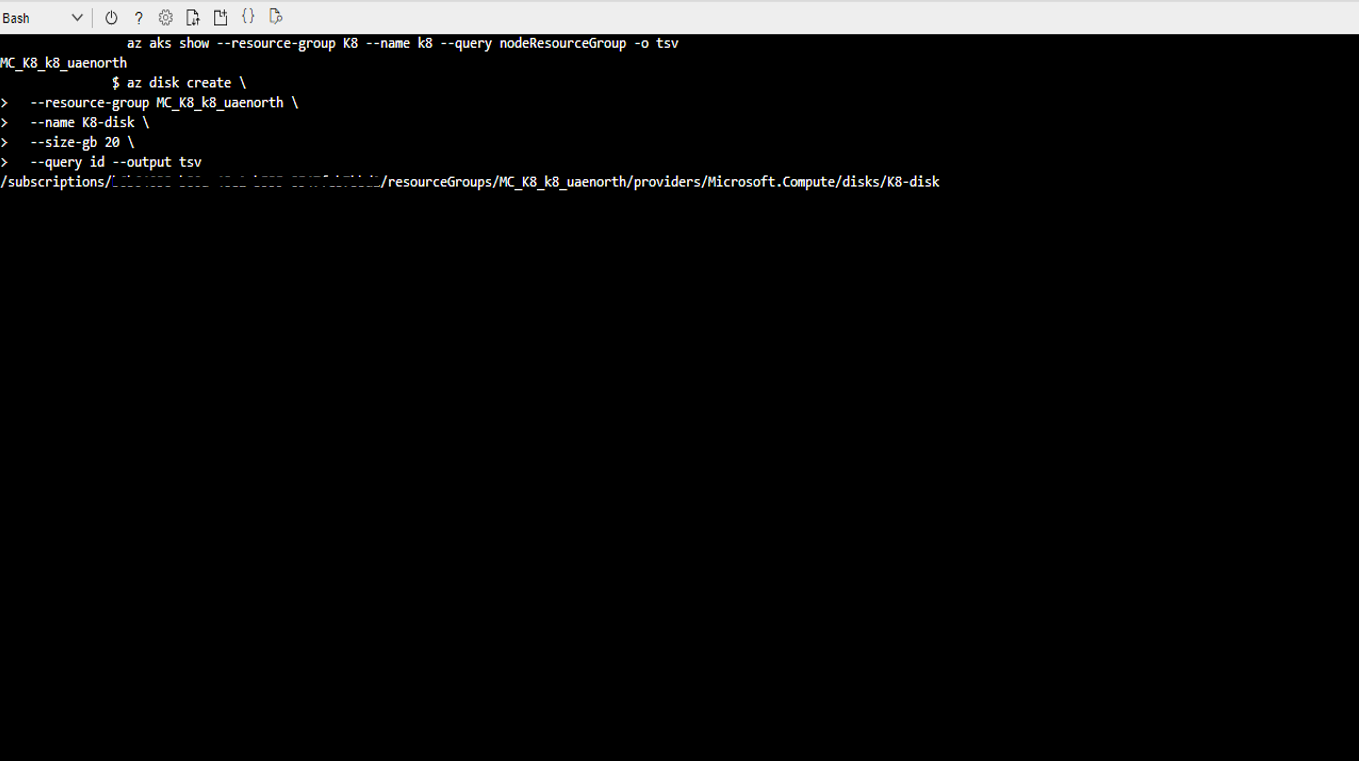 Bash
az aks show --resource-group K8 --name k8 --query nodeResourceGroup -o tsv
MC_K8_k8_uaenorth
$ az disk create \
>   --resource-group MC_K8_k8_uaenorth \
>   --name K8-disk \
>   --size-gb 20 \
>   --query id --output tsv
/subscriptions/ /resourceGroups/MC_K8_k8_uaenorth/providers/Microsoft.Compute/disks/K8-disk